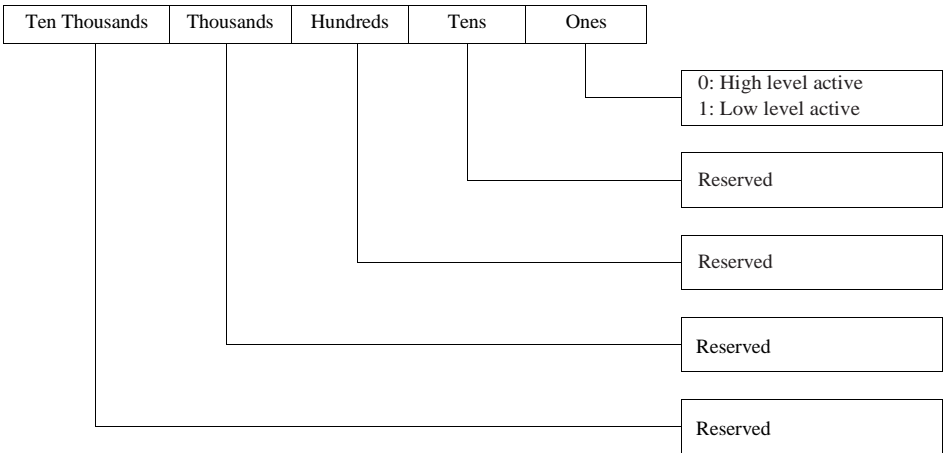 Ten Thousands Thousands Hundreds Tens Ones
0: High level active
1: Low level active
Reserved
Reserved
Reserved
Reserved